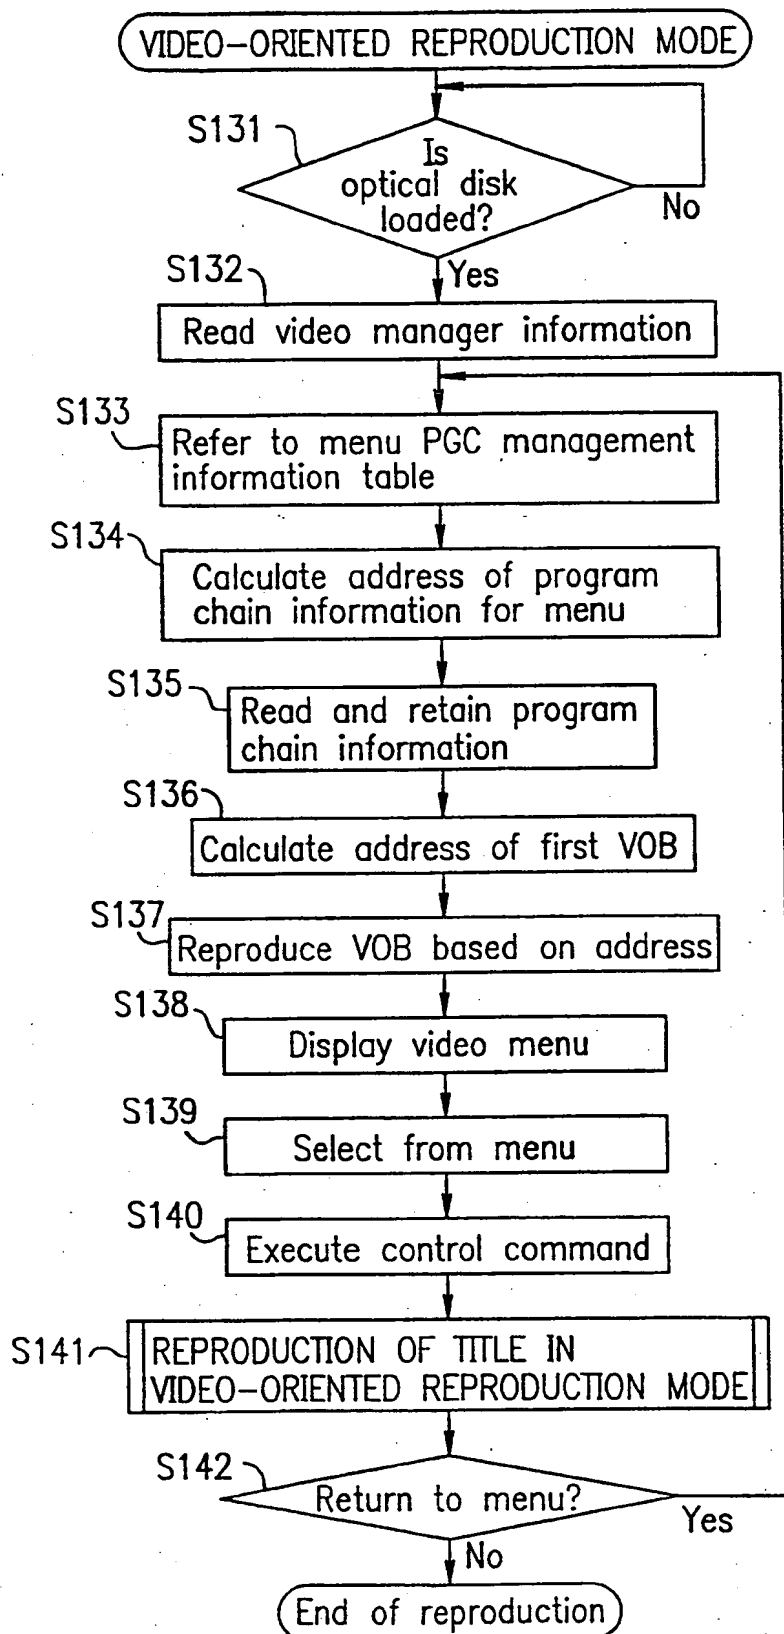 VIDEO-ORIENTED REPRODUCTION MODE
S131
Is
optical disk
loaded?
No
Yes
S132
Read video manager information
S133
Refer to menu PGC management
information table
S134
Calculate address of program
chain information for menu
S135
Read and retain program
chain information
S136
Calculate address of first VOB
S137
Reproduce VOB based on address
S138
Display video menu
S139
Select from menu
S140
Execute control command
S141
REPRODUCTION OF TITLE IN
VIDEO-ORIENTED REPRODUCTION MODE
S142
Return to menu?
Yes
No
End of reproduction